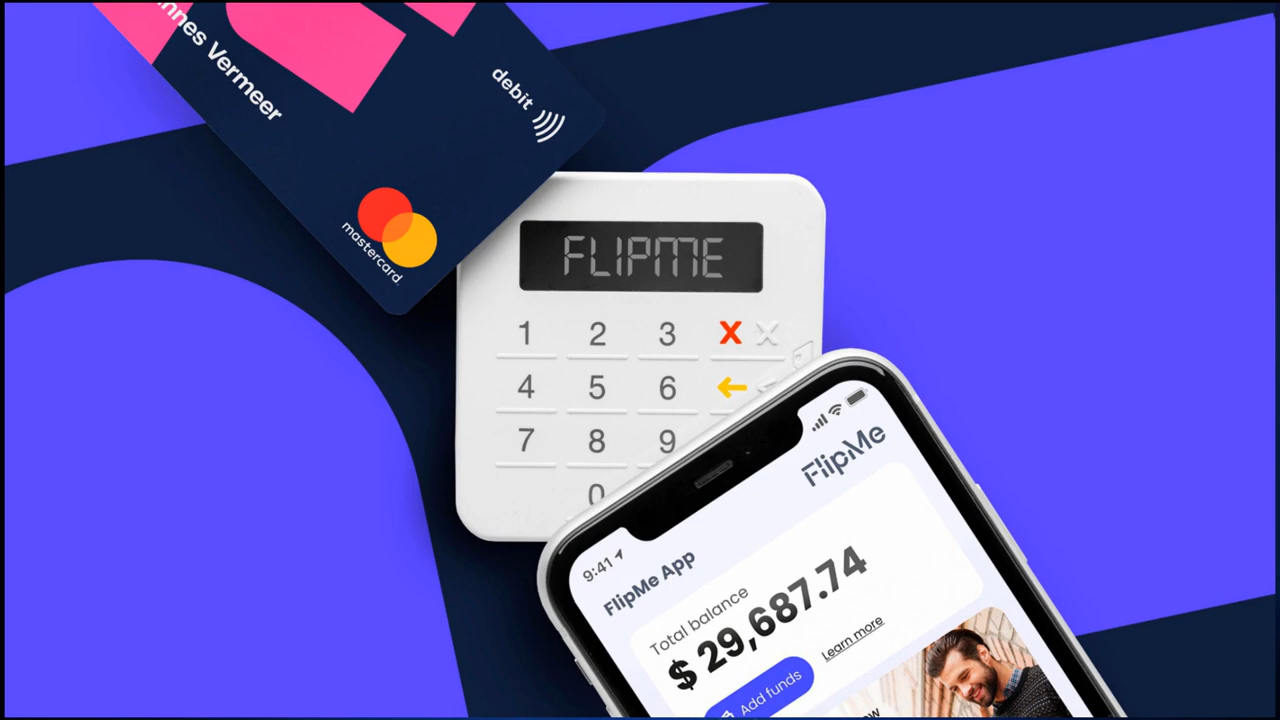 nnes Vermeer
debit
mastercard.
FLIPME
1 2 3 X X
4 5 6
7 8 9
0
9:41
FlipMe
FlipMe App
Total balance
$ 29,687.74
Add funds
Learn more